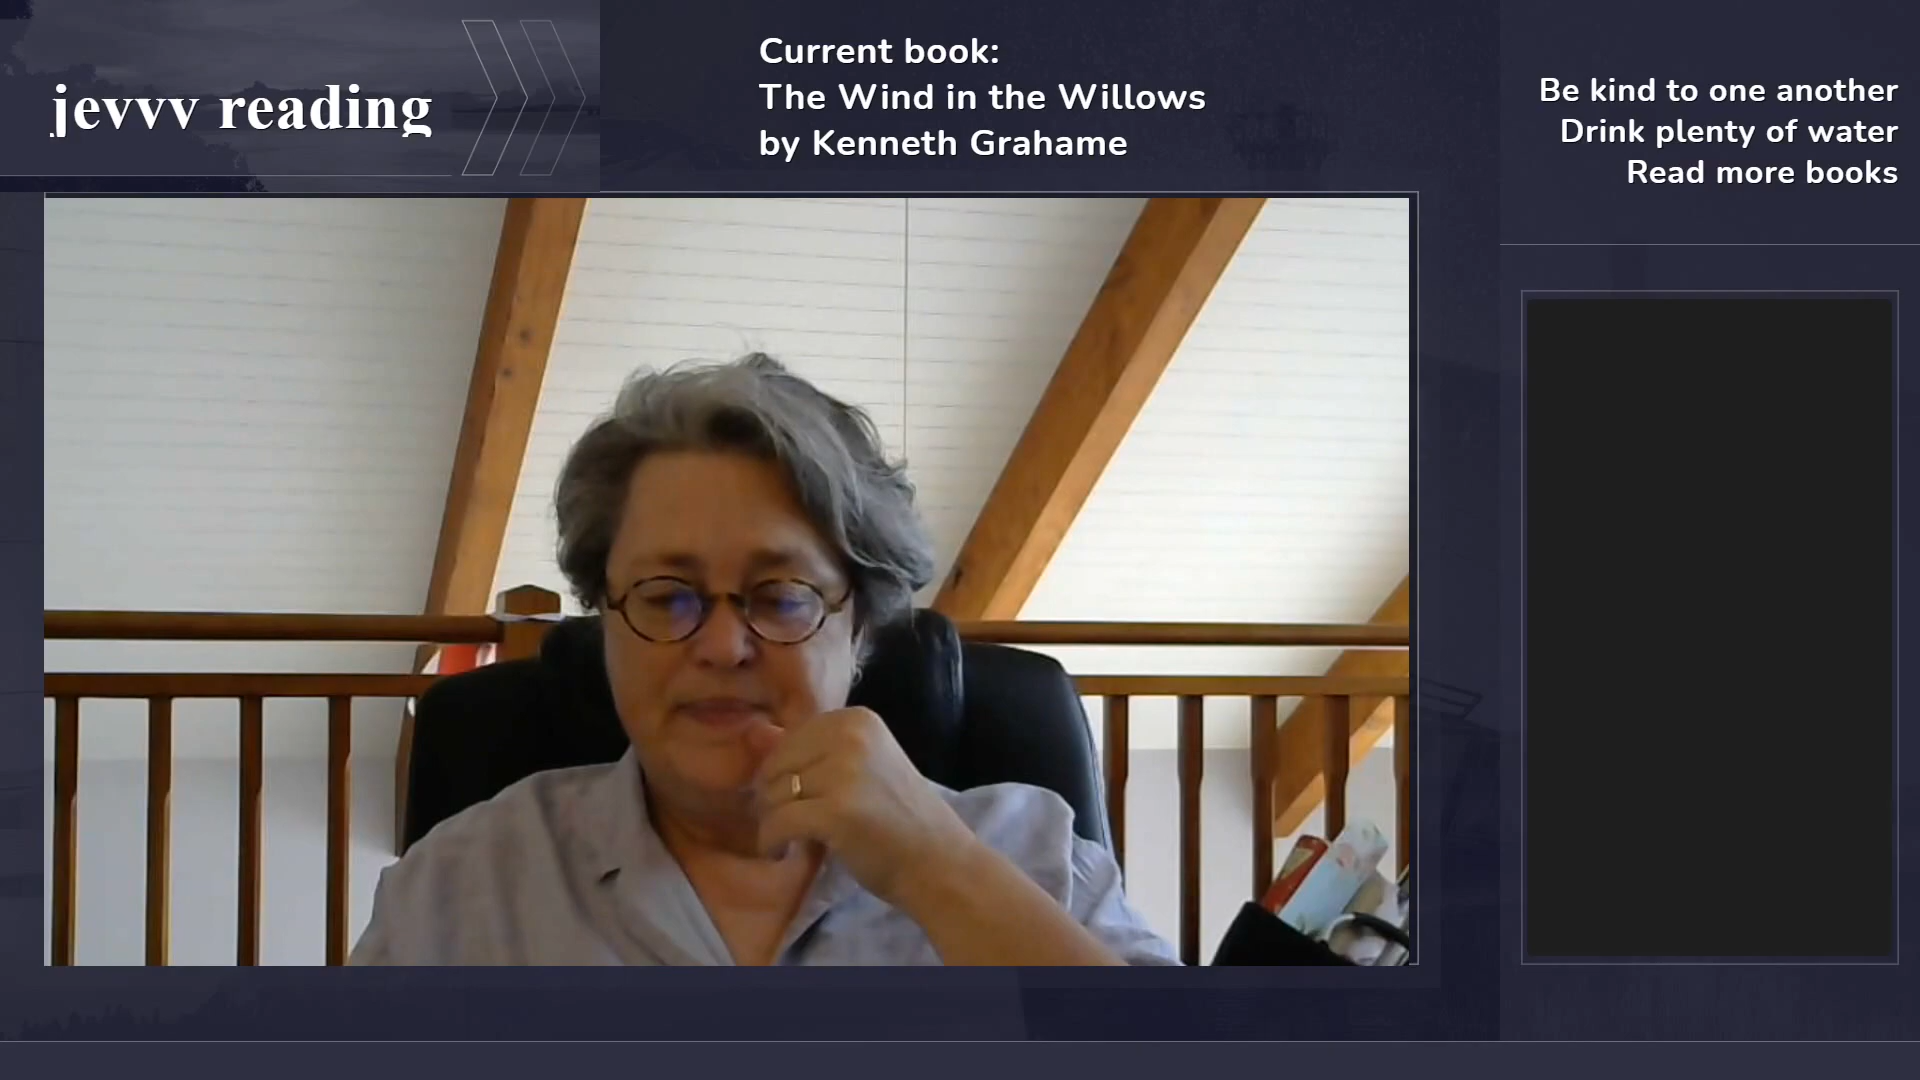 jevvv reading
Current book:
The Wind in the Willows
by Kenneth Grahame
Be kind to one another
Drink plenty of water
Read more books